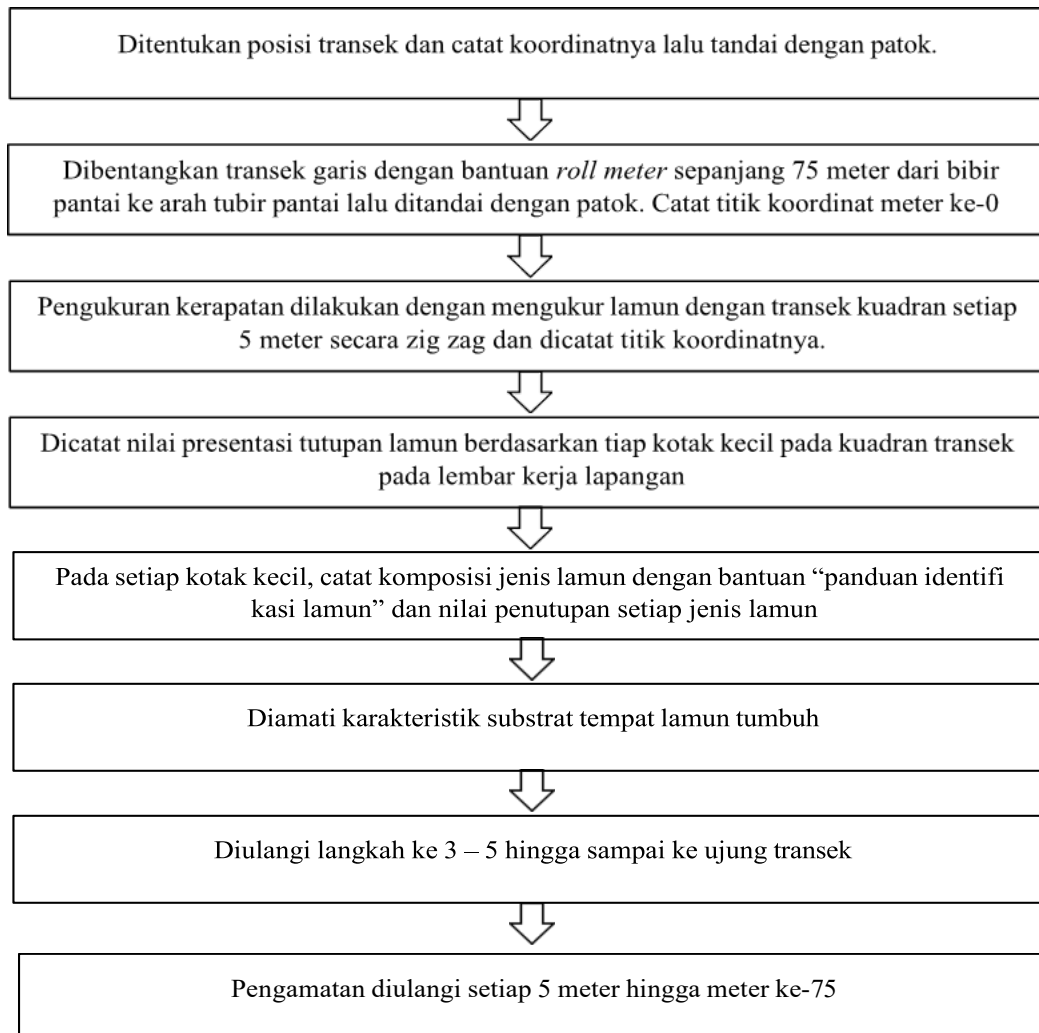 Ditentukan posisi transek dan catat koordinatnya lalu tandai dengan patok.
Dibentangkan transek garis dengan bantuan roll meter sepanjang 75 meter dari bibir
pantai ke arah tubir pantai lalu ditandai dengan patok. Catat titik koordinat meter ke-0
Pengukuran kerapatan dilakukan dengan mengukur lamun dengan transek kuadran setiap
5 meter secara zig zag dan dicatat titik koordinatnya.
Dicatat nilai presentasi tutupan lamun berdasarkan tiap kotak kecil pada kuadran transek
pada lembar kerja lapangan
Pada setiap kotak kecil, catat komposisi jenis lamun dengan bantuan “panduan identifi
kasi lamun” dan nilai penutupan setiap jenis lamun
Diamati karakteristik substrat tempat lamun tumbuh
Diulangi langkah ke 3 – 5 hingga sampai ke ujung transek
Pengamatan diulangi setiap 5 meter hingga meter ke-75